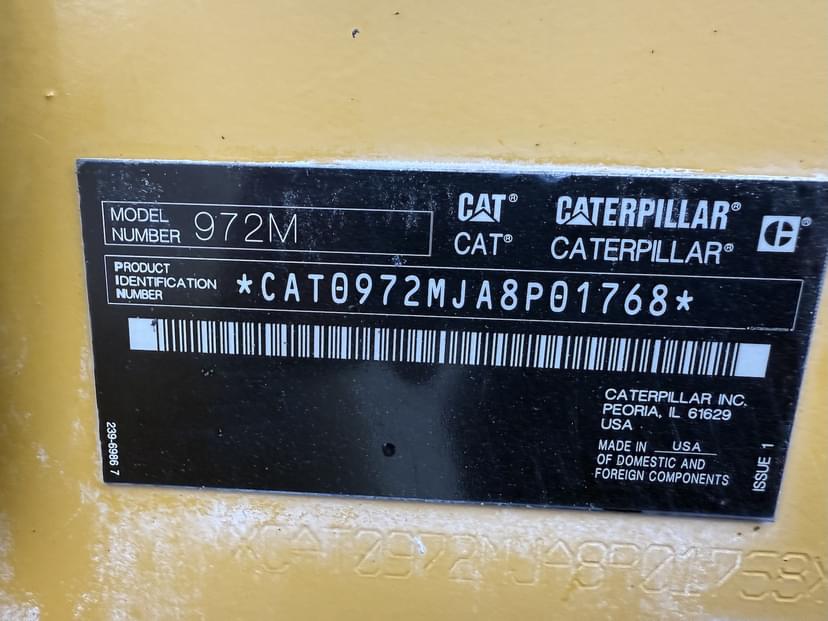 MODEL NUMBER 972M
CAT® CATERPILLAR®
CAT® CATERPILLAR®
PRODUCT IDENTIFICATION NUMBER *CAT0972MJA8P01768*
CATERPILLAR INC.
PEORIA, IL 61629
USA
MADE IN USA
OF DOMESTIC AND
FOREIGN COMPONENTS
ISSUE 1
239-6986 7